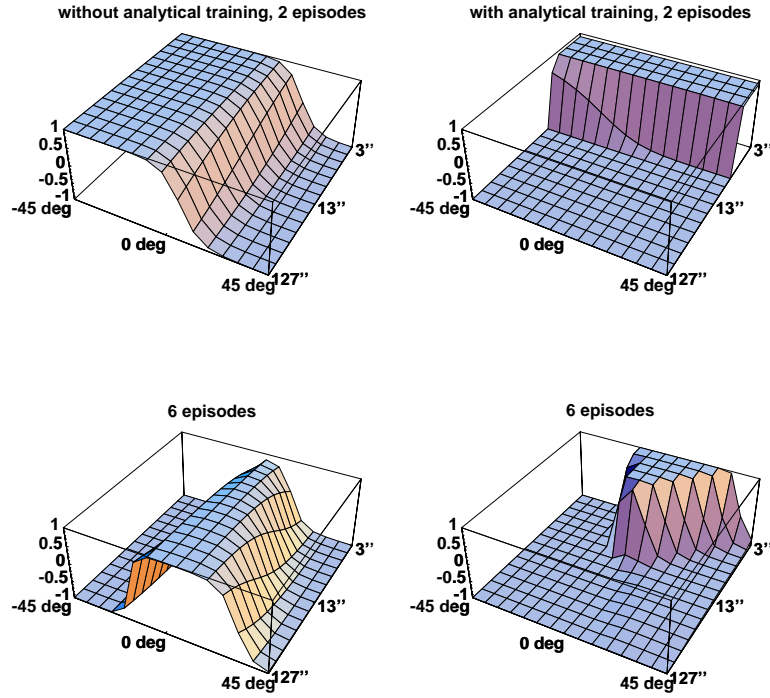 without analytical training, 2 episodes
1
0.5
0
-0.5
-1
-45 deg
0 deg
45 deg
127’’
13’’
3’’
with analytical training, 2 episodes
1
0.5
0
-0.5
-1
-45 deg
0 deg
45 deg
127’’
13’’
3’’
6 episodes
1
0.5
0
-0.5
-1
-45 deg
0 deg
45 deg
127’’
13’’
3’’
6 episodes
1
0.5
0
-0.5
-1
-45 deg
0 deg
45 deg
127’’
13’’
3’’